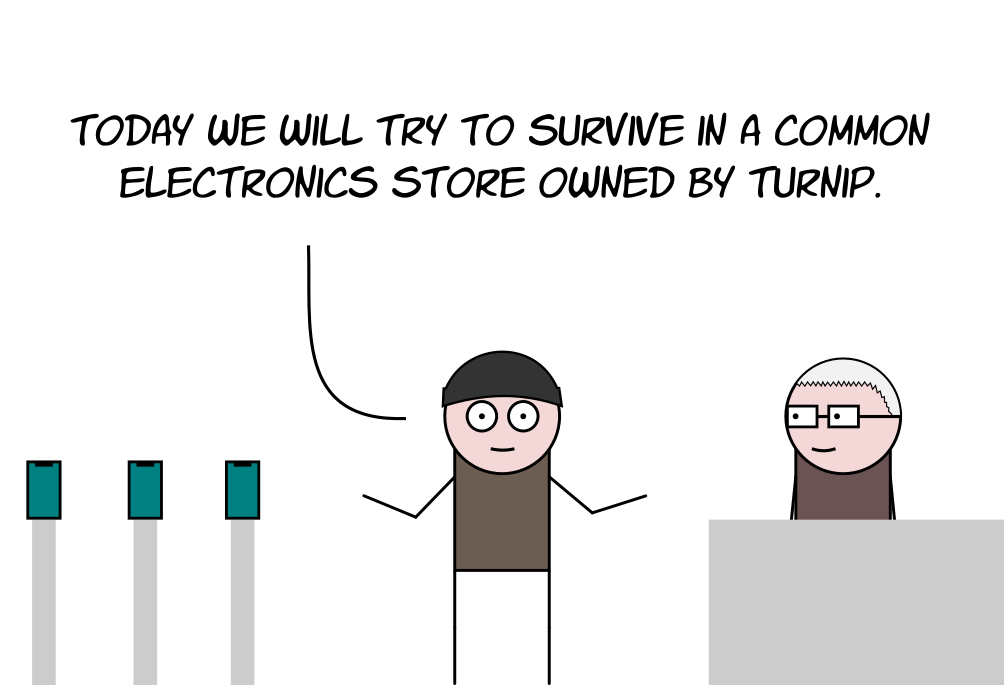 TODAY WE WILL TRY TO SURVIVE IN A COMMON
ELECTRONICS STORE OWNED BY TURNIP.